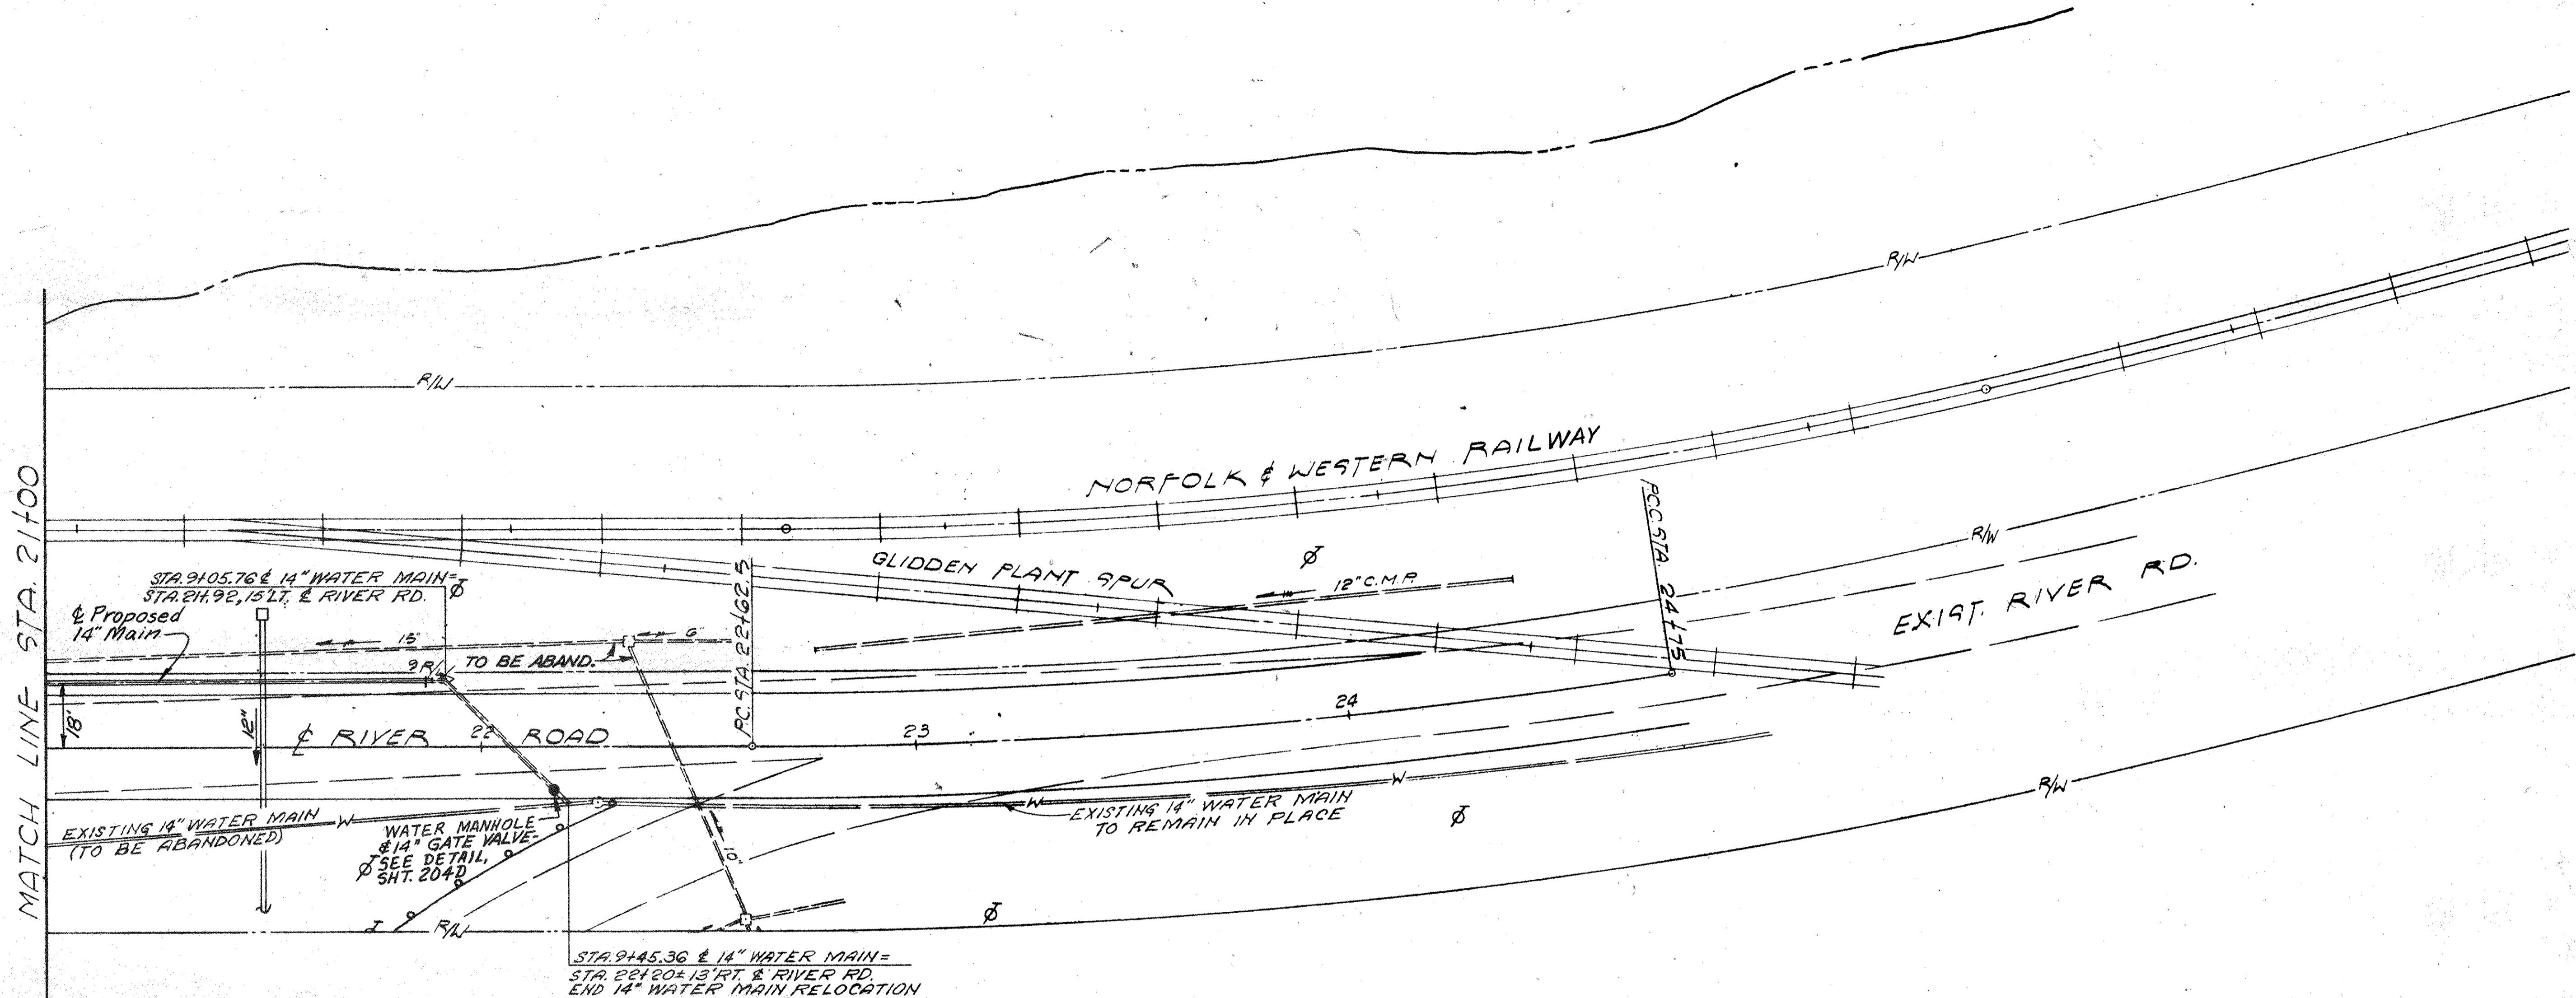 R/W
R/W
NORFOLK & WESTERN RAILWAY
MATCH LINE STA. 21+00
P.C.C. STA. 24+75
R/W
GLIDDEN PLANT SPUR
12" C.M.P.
EXIST. RIVER RD.
STA. 9+05.76 ℄ 14" WATER MAIN=
STA. 21+92, 15' LT. ℄ RIVER RD.
℄ Proposed
14" Main
15"
6"
TO BE ABAND.
P.C. STA. 22+62.5
18'
12"
℄ RIVER ROAD
22
23
24
W
W
W
EXISTING 14" WATER MAIN
(TO BE ABANDONED)
WATER MANHOLE
& 14" GATE VALVE-
SEE DETAIL,
SHT. 204D
EXISTING 14" WATER MAIN
TO REMAIN IN PLACE
10"
R/W
R/W
STA. 9+45.36 ℄ 14" WATER MAIN=
STA. 22+20± 13' RT. ℄ RIVER RD.
END 14" WATER MAIN RELOCATION